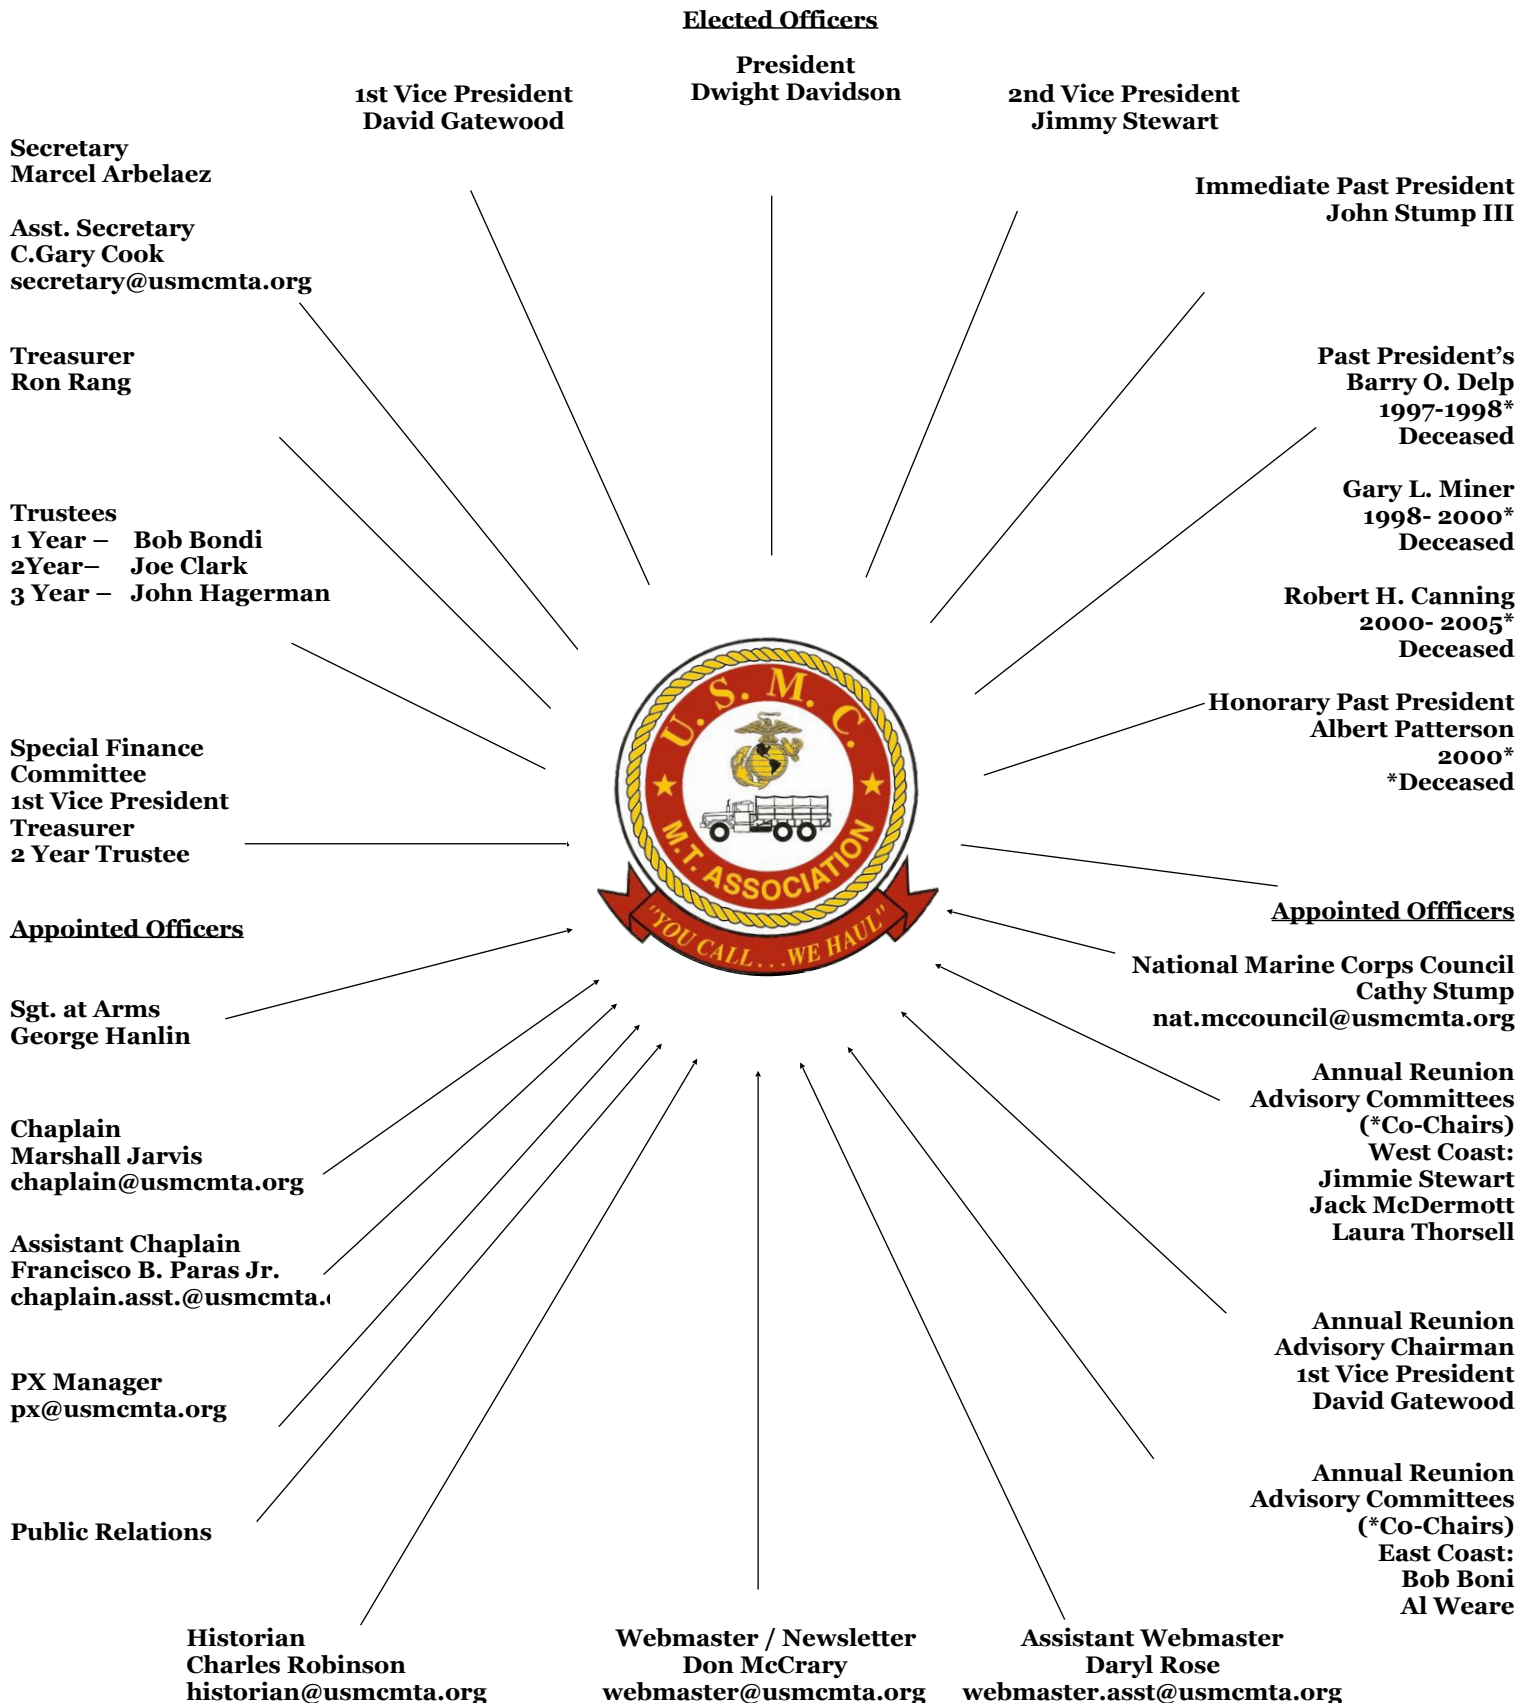 Elected Officers
President
Dwight Davidson
1st Vice President
David Gatewood
2nd Vice President
Jimmy Stewart
Secretary
Marcel Arbelaez
Asst. Secretary
C.Gary Cook
secretary@usmcmta.org
Treasurer
Ron Rang
Trustees
1 Year – Bob Bondi
2Year– Joe Clark
3 Year – John Hagerman
Special Finance
Committee
1st Vice President
Treasurer
2 Year Trustee
Immediate Past President
John Stump III
Past President’s
Barry O. Delp
1997-1998*
Deceased
Gary L. Miner
1998- 2000*
Deceased
Robert H. Canning
2000- 2005*
Deceased
Honorary Past President
Albert Patterson
2000*
*Deceased
U. S. M. C.
M.T. ASSOCIATION
"YOU CALL...WE HAUL"
Appointed Officers
Sgt. at Arms
George Hanlin
Chaplain
Marshall Jarvis
chaplain@usmcmta.org
Assistant Chaplain
Francisco B. Paras Jr.
chaplain.asst.@usmcmta.
PX Manager
px@usmcmta.org
Public Relations
Appointed Offficers
National Marine Corps Council
Cathy Stump
nat.mccouncil@usmcmta.org
Annual Reunion
Advisory Committees
(*Co-Chairs)
West Coast:
Jimmie Stewart
Jack McDermott
Laura Thorsell
Annual Reunion
Advisory Chairman
1st Vice President
David Gatewood
Annual Reunion
Advisory Committees
(*C0-Chairs)
East Coast:
Bob Boni
Al Weare
Historian
Charles Robinson
historian@usmcmta.org
Webmaster / Newsletter
Don McCrary
webmaster@usmcmta.org
Assistant Webmaster
Daryl Rose
webmaster.asst@usmcmta.org